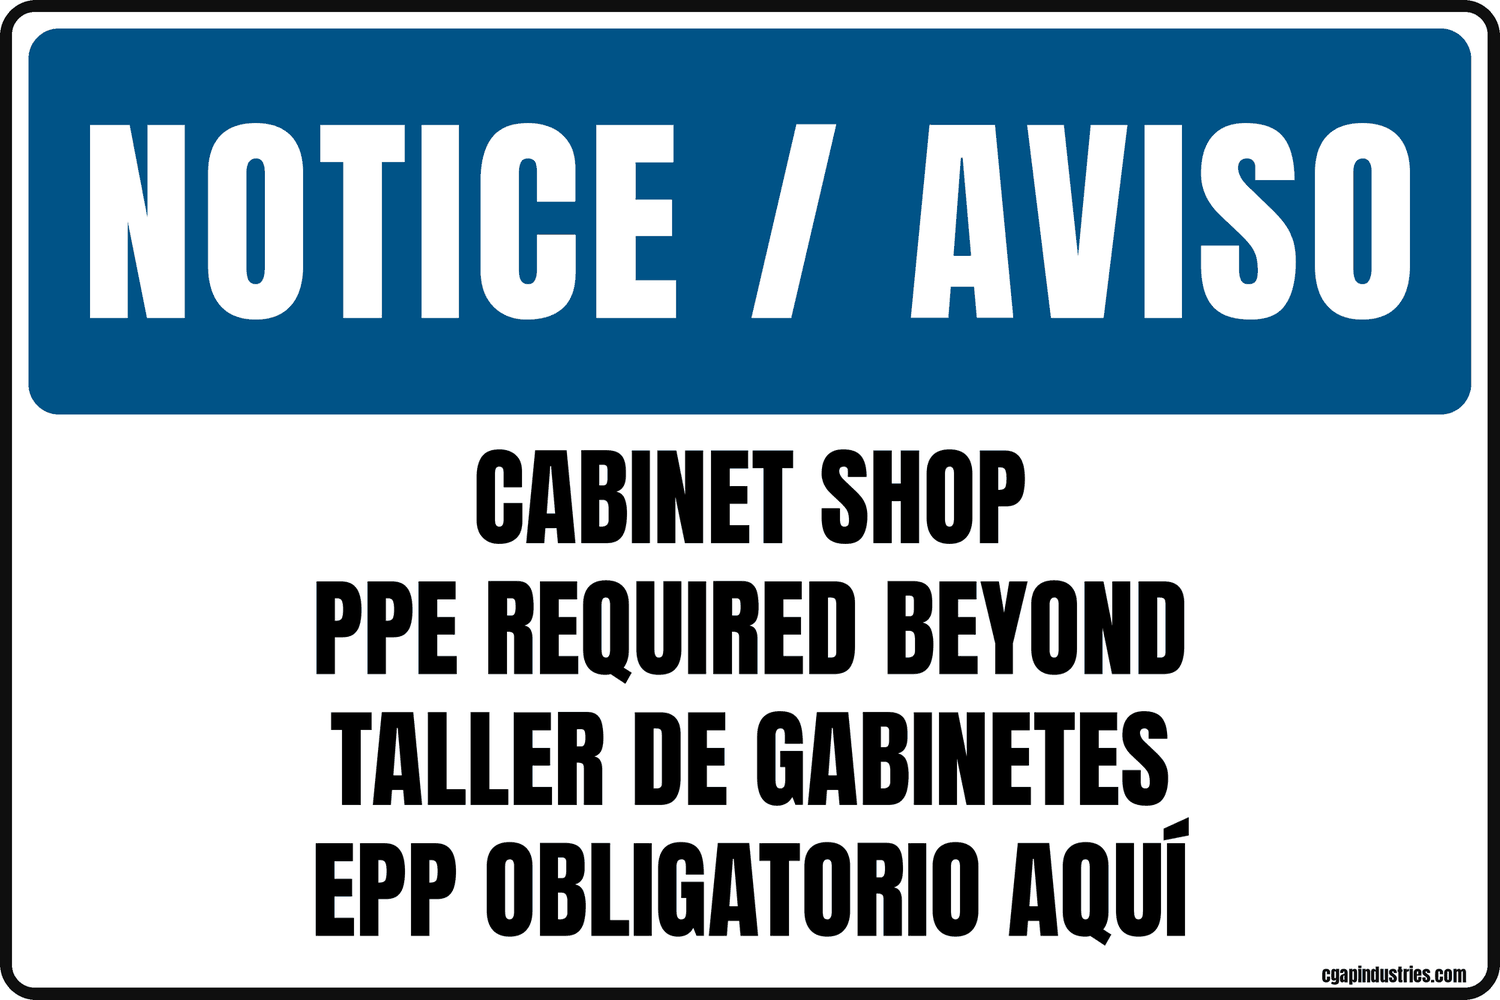 NOTICE / AVISO
CABINET SHOP
PPE REQUIRED BEYOND
TALLER DE GABINETES
EPP OBLIGATORIO AQUÍ
cgapindustries.com